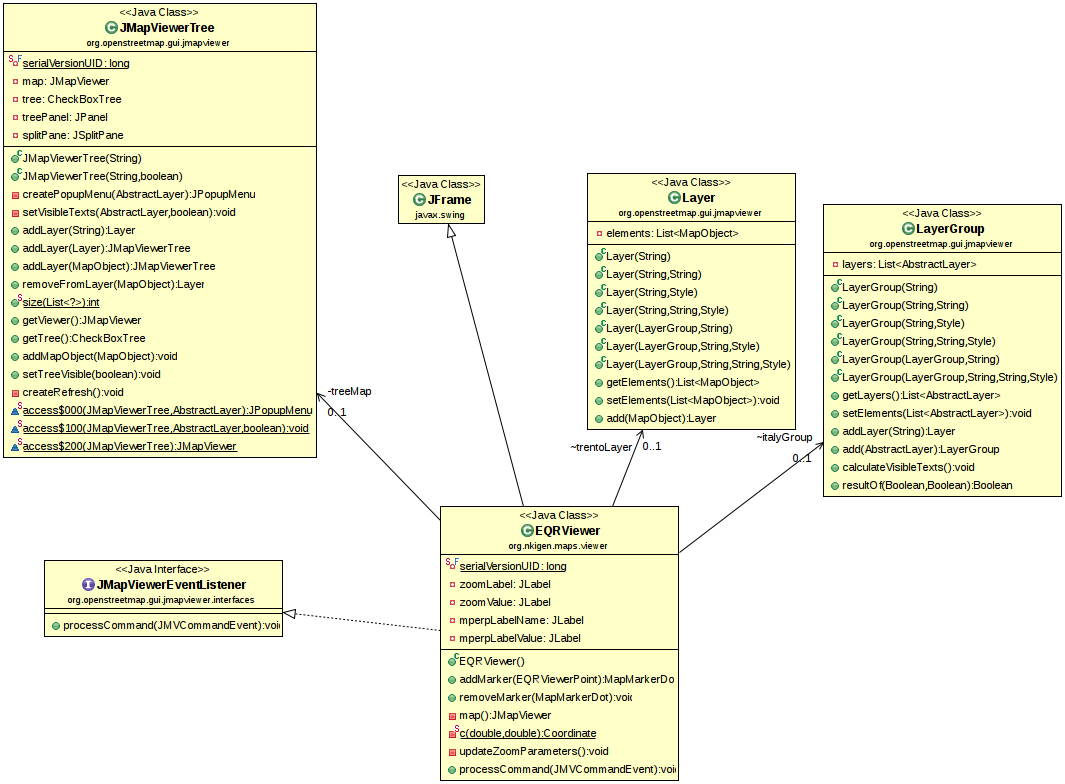 <<Java Class>>
JMapViewerTree
org.openstreetmap.gui.jmapviewer
serialVersionUID: long
map: JMapViewer
tree: CheckBoxTree
treePanel: JPanel
splitPane: JSplitPane
JMapViewerTree(String)
JMapViewerTree(String,boolean)
createPopupMenu(AbstractLayer):JPopupMenu
setVisibleTexts(AbstractLayer,boolean):void
addLayer(String):Layer
addLayer(Layer):JMapViewerTree
addLayer(MapObject):JMapViewerTree
removeFromLayer(MapObject):Layer
size(List<?>):int
getViewer():JMapViewer
getTree():CheckBoxTree
addMapObject(MapObject):void
setTreeVisible(boolean):void
createRefresh():void
access$000(JMapViewerTree,AbstractLayer):JPopupMenu
access$100(JMapViewerTree,AbstractLayer,boolean):void
access$200(JMapViewerTree):JMapViewer
~treeMap
0..1
<<Java Class>>
JFrame
javax.swing
<<Java Class>>
Layer
org.openstreetmap.gui.jmapviewer
elements: List<MapObject>
Layer(String)
Layer(String,String)
Layer(String,Style)
Layer(String,String,Style)
Layer(LayerGroup,String)
Layer(LayerGroup,String,Style)
Layer(LayerGroup,String,String,Style)
getElements():List<MapObject>
setElements(List<MapObject>):void
add(MapObject):Layer
~trentoLayer
0..1
<<Java Class>>
LayerGroup
org.openstreetmap.gui.jmapviewer
layers: List<AbstractLayer>
LayerGroup(String)
LayerGroup(String,String)
LayerGroup(String,Style)
LayerGroup(String,String,Style)
LayerGroup(LayerGroup,String)
LayerGroup(LayerGroup,String,String,Style)
getLayers():List<AbstractLayer>
setElements(List<AbstractLayer>):void
addLayer(String):Layer
add(AbstractLayer):LayerGroup
calculateVisibleTexts():void
resultOf(Boolean,Boolean):Boolean
~italyGroup
0..1
<<Java Interface>>
JMapViewerEventListener
org.openstreetmap.gui.jmapviewer.interfaces
processCommand(JMVCommandEvent):voi
<<Java Class>>
EQRViewer
org.nkigen.maps.viewer
serialVersionUID: long
zoomLabel: JLabel
zoomValue: JLabel
mperpLabelName: JLabel
mperpLabelValue: JLabel
EQRViewer()
addMarker(EQRViewerPoint):MapMarkerDo
removeMarker(MapMarkerDot):voi
map():JMapViewer
c(double,double):Coordinate
updateZoomParameters():void
processCommand(JMVCommandEvent):voi